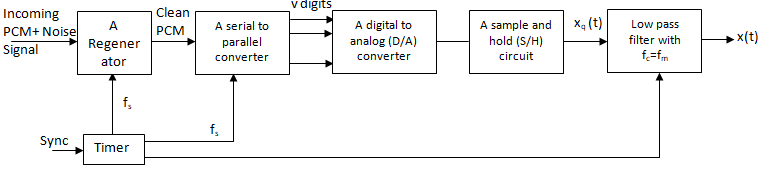 Incoming
PCM+ Noise
Signal
A
Regener
ator
Clean
PCM
A serial to
parallel
converter
v digits
A digital to
analog (D/A)
converter
A sample and
hold (S/H)
circuit
xq (t)
Low pass
filter with
fc=fm
x(t)
fs
fs
Sync
Timer